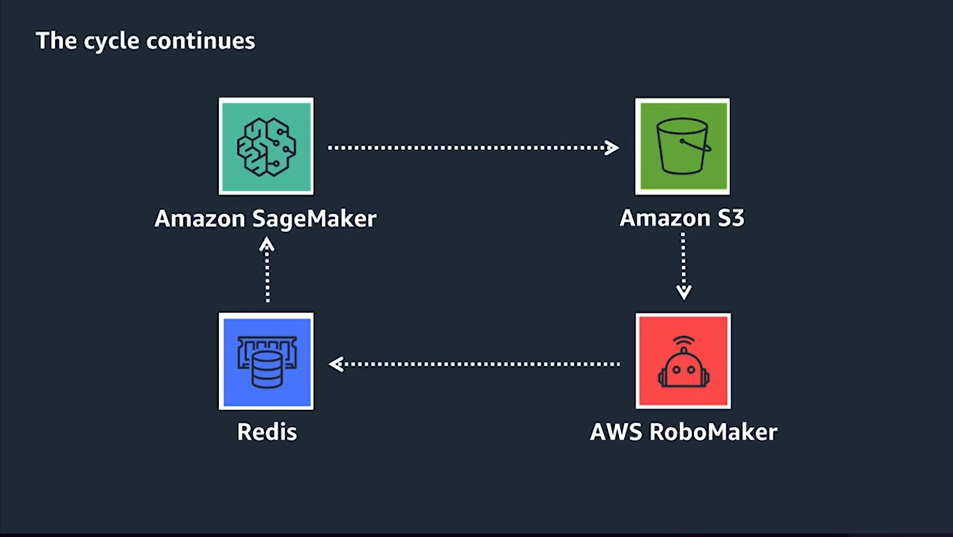 The cycle continues
Amazon SageMaker
Amazon S3
Redis
AWS RoboMaker